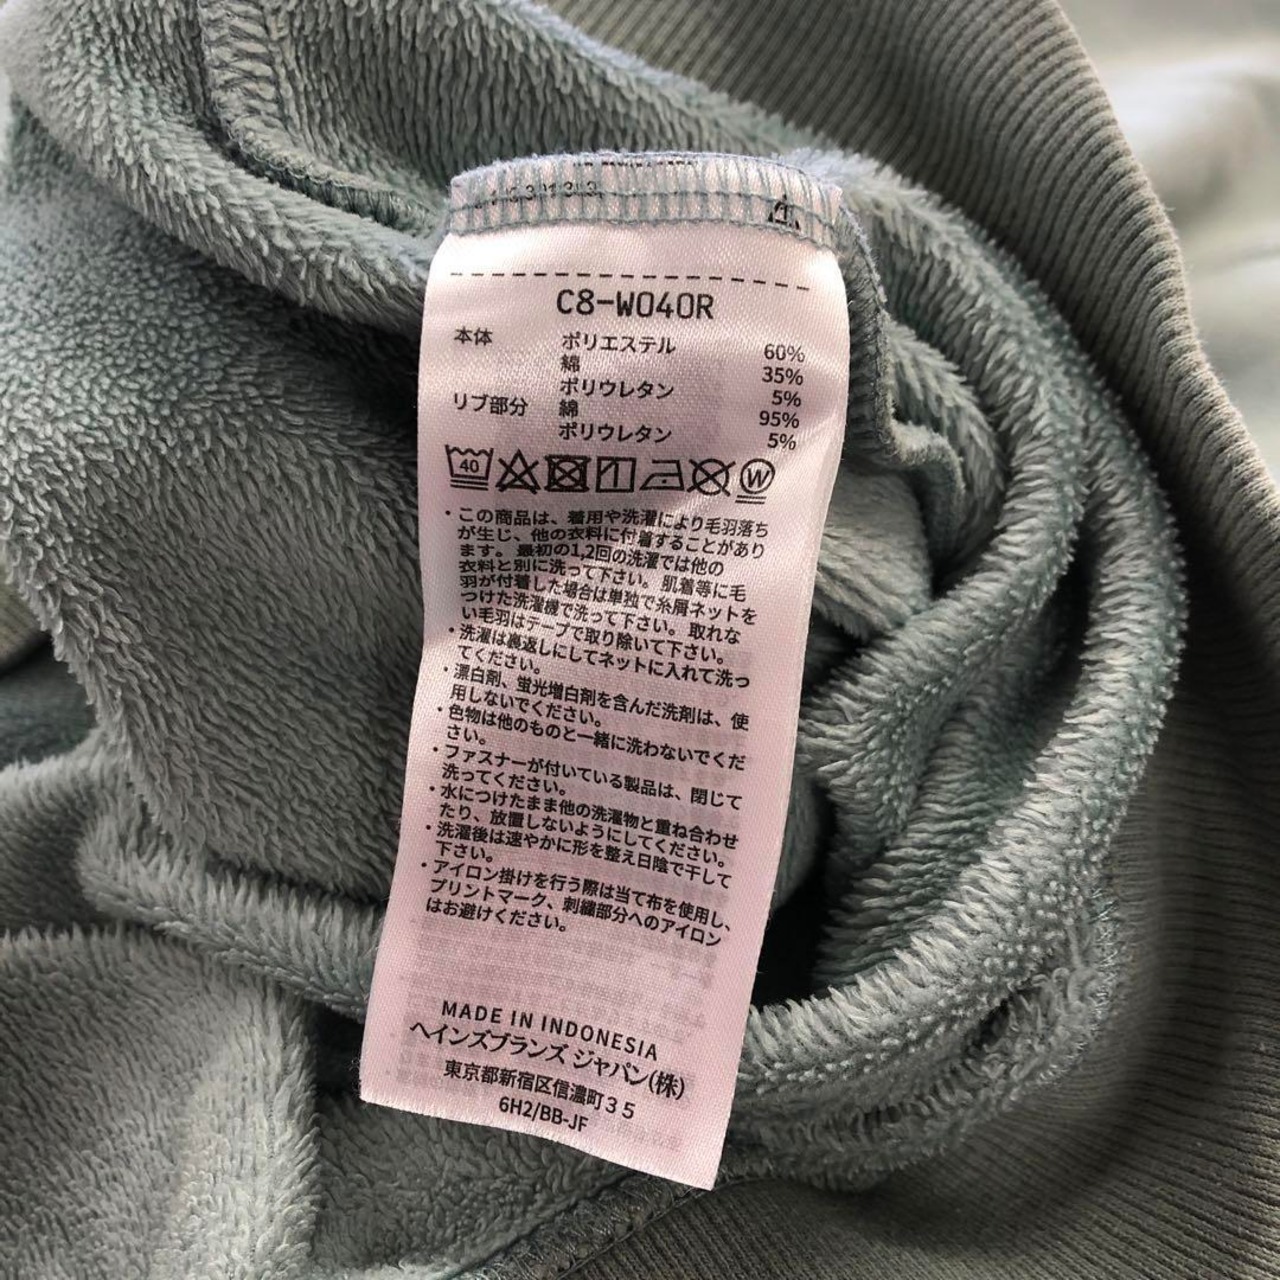 C8-W040R
本体 ポリエステル 60%
綿 35%
ポリウレタン 5%
リブ部分 綿 95%
ポリウレタン 5%
40 W
・この商品は、着用や洗濯により毛羽落ち
が生じ、他の衣料に付着することがあり
ます。最初の1,2回の洗濯では他の
衣料と別に洗って下さい。肌着等に毛
羽が付着した場合は単独で糸屑ネットを
つけた洗濯機で洗って下さい。取れな
い毛羽はテープで取り除いて下さい。
・洗濯は裏返しにしてネットに入れて洗っ
てください。
・漂白剤、蛍光増白剤を含んだ洗剤は、使
用しないでください。
・色物は他のものと一緒に洗わないでくだ
さい。
・ファスナーが付いている製品は、閉じて
洗ってください。
・水につけたまま他の洗濯物と重ね合わせ
たり、放置しないようにしてください。
・洗濯後は速やかに形を整え日陰で干して
下さい。
・アイロン掛けを行う際は当て布を使用し、
プリントマーク、刺繍部分へのアイロン
はお避けください。
MADE IN INDONESIA
ヘインズブランズ ジャパン(株)
東京都新宿区信濃町35
6H2/BB-JF